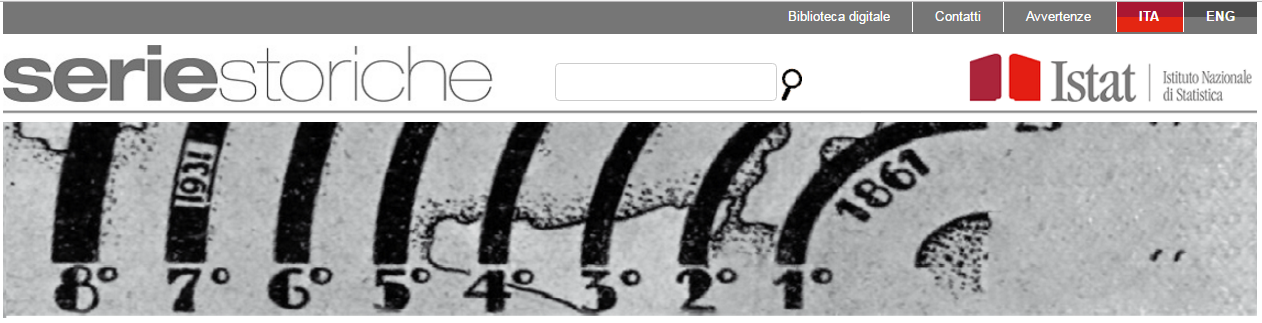 Biblioteca digitale Contatti Avvertenze ITA ENG
seriestoriche
Istat Istituto Nazionale
di Statistica
1931
1861
8° 7° 6° 5° 4° 3° 2° 1°